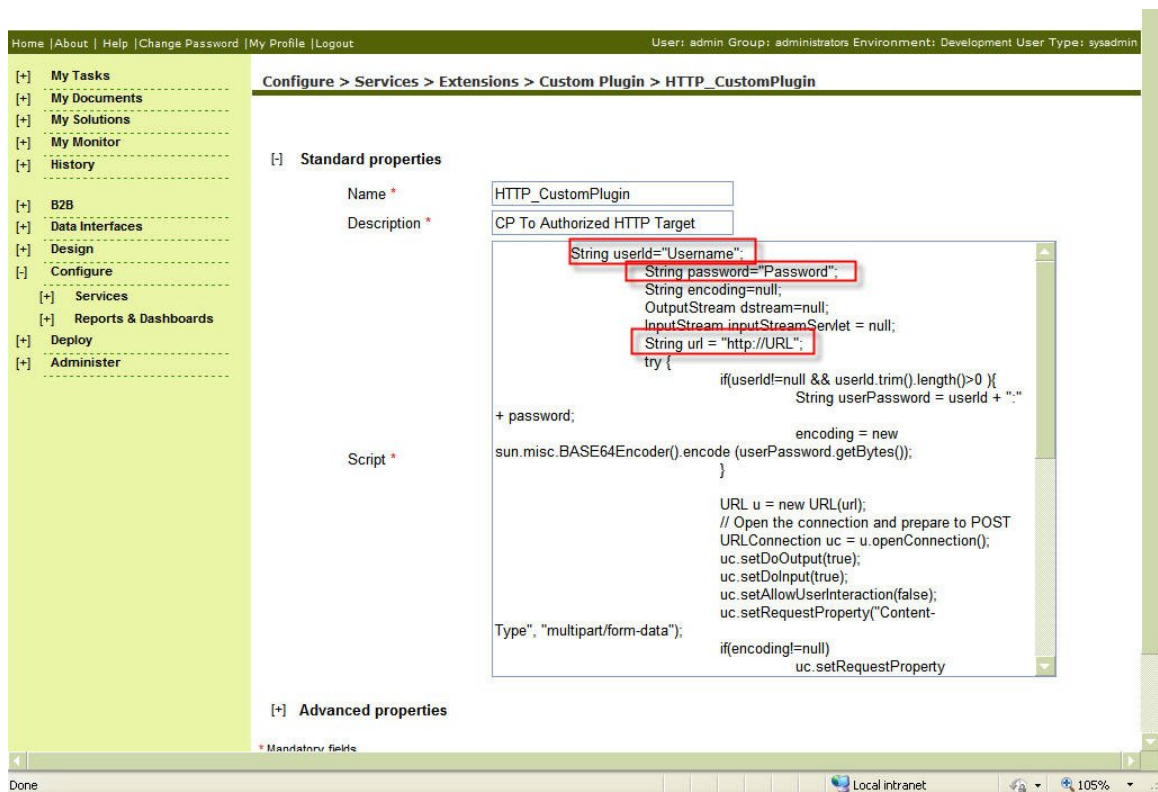 Home |About | Help |Change Password |My Profile |Logout User: admin Group: administrators Environment: Development User Type: sysadmin
[+] My Tasks
[+] My Documents
[+] My Solutions
[+] My Monitor
[+] History
[+] B2B
[+] Data Interfaces
[+] Design
[-] Configure
[+] Services
[+] Reports & Dashboards
[+] Deploy
[+] Administer
Configure > Services > Extensions > Custom Plugin > HTTP_CustomPlugin
[-] Standard properties
Name * HTTP_CustomPlugin
Description * CP To Authorized HTTP Target
Script *
String userId="Username";
String password="Password";
String encoding=null;
OutputStream dstream=null;
InputStream inputStreamServlet = null;
String url = "http://URL";
try {
if(userId!=null && userId.trim().length()>0 ){
String userPassword = userId + ":"
+ password;
encoding = new
sun.misc.BASE64Encoder().encode (userPassword.getBytes());
}
URL u = new URL(url);
// Open the connection and prepare to POST
URLConnection uc = u.openConnection();
uc.setDoOutput(true);
uc.setDoInput(true);
uc.setAllowUserInteraction(false);
uc.setRequestProperty("Content-
Type", "multipart/form-data");
if(encoding!=null)
uc.setRequestProperty
[+] Advanced properties
* Mandatory fields
Done Local intranet 105%